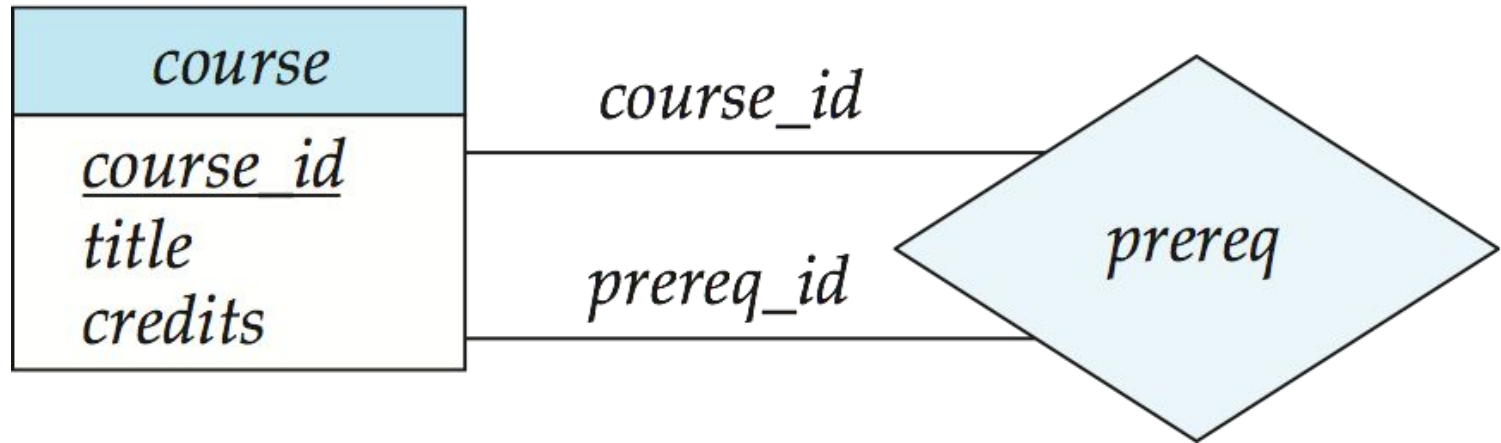 course
course_id
title
credits
course_id
prereq_id
prereq